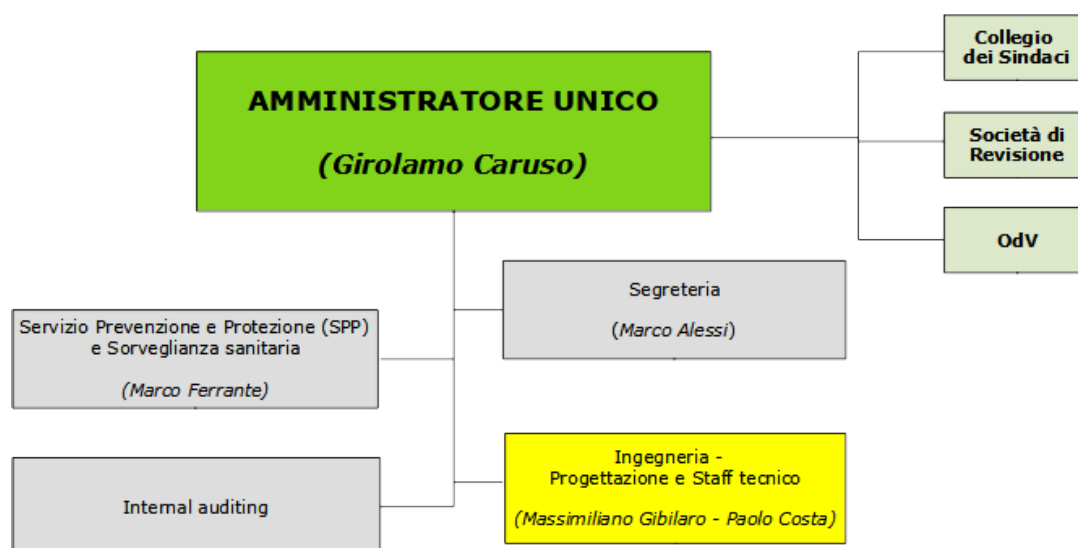 Collegio
dei Sindaci
AMMINISTRATORE UNICO
(Girolamo Caruso)
Società di
Revisione
OdV
Segreteria
(Marco Alessi)
Servizio Prevenzione e Protezione (SPP)
e Sorveglianza sanitaria
(Marco Ferrante)
Ingegneria -
Progettazione e Staff tecnico
(Massimiliano Gibilaro - Paolo Costa)
Internal auditing